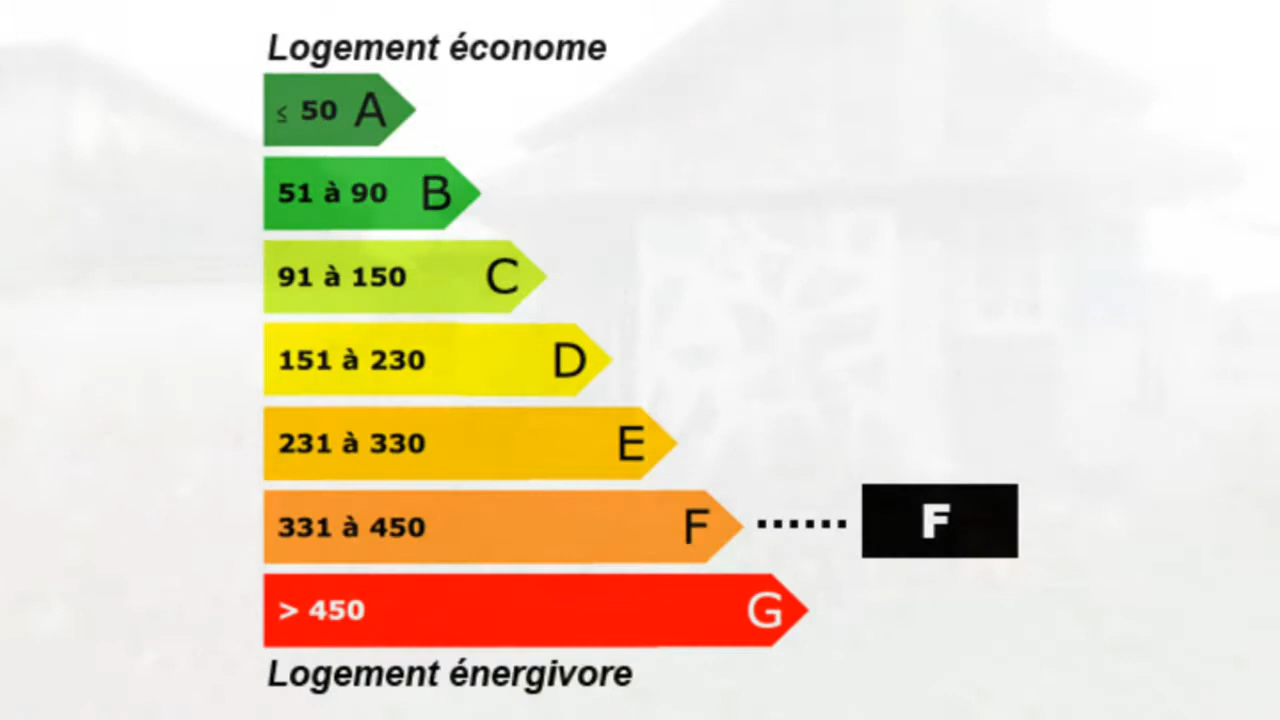 Logement économe
≤ 50 A
51 à 90 B
91 à 150 C
151 à 230 D
231 à 330 E
331 à 450 F F
> 450 G
Logement énergivore